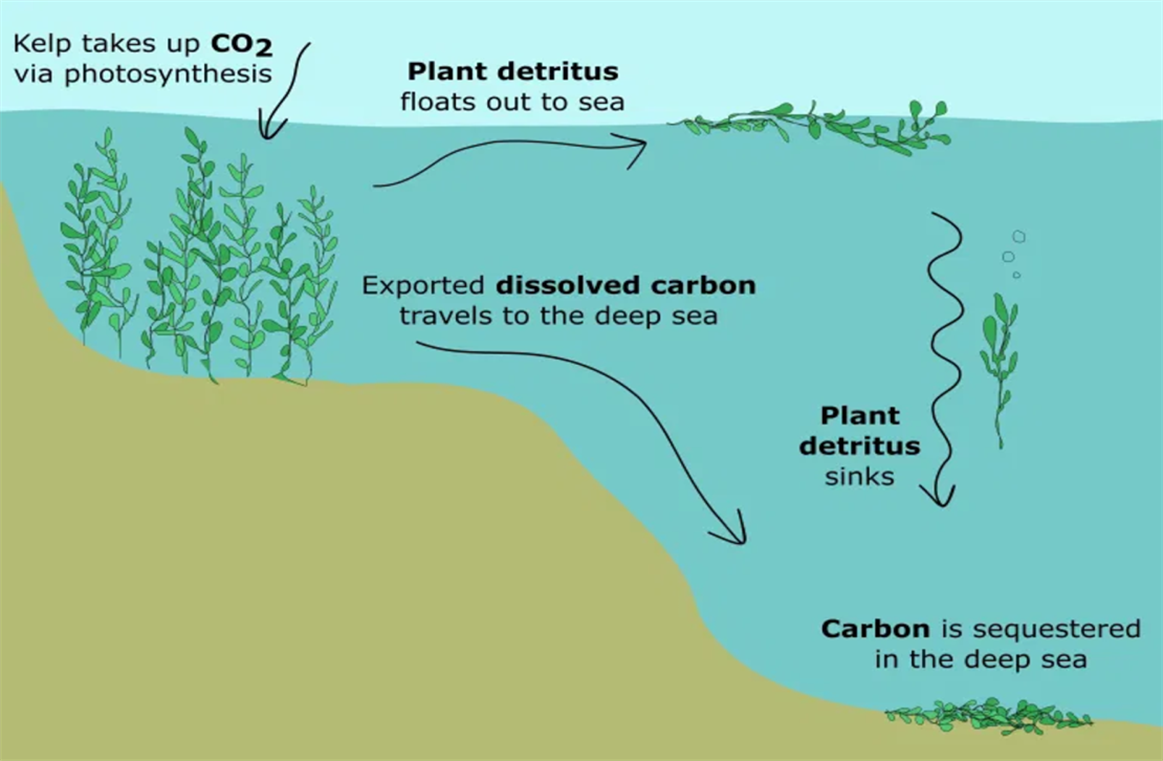 Kelp takes up CO2
via photosynthesis
Plant detritus
floats out to sea
Exported dissolved carbon
travels to the deep sea
Plant
detritus
sinks
Carbon is sequestered
in the deep sea